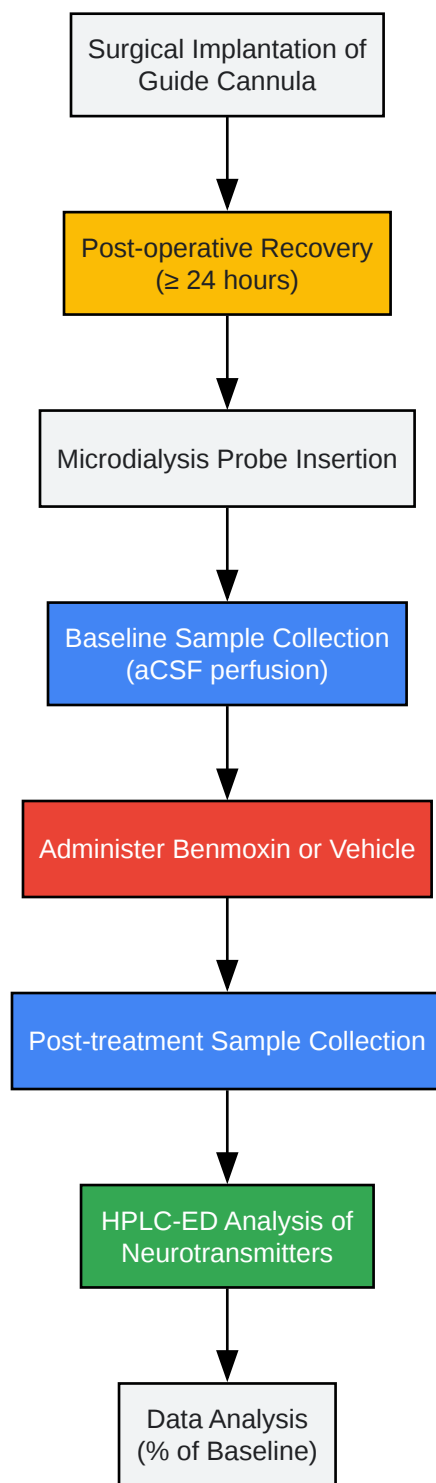 Surgical Implantation of
Guide Cannula
Post-operative Recovery
(≥ 24 hours)
Microdialysis Probe Insertion
Baseline Sample Collection
(aCSF perfusion)
Administer Benmoxin or Vehicle
Post-treatment Sample Collection
HPLC-ED Analysis of
Neurotransmitters
Data Analysis
(% of Baseline)